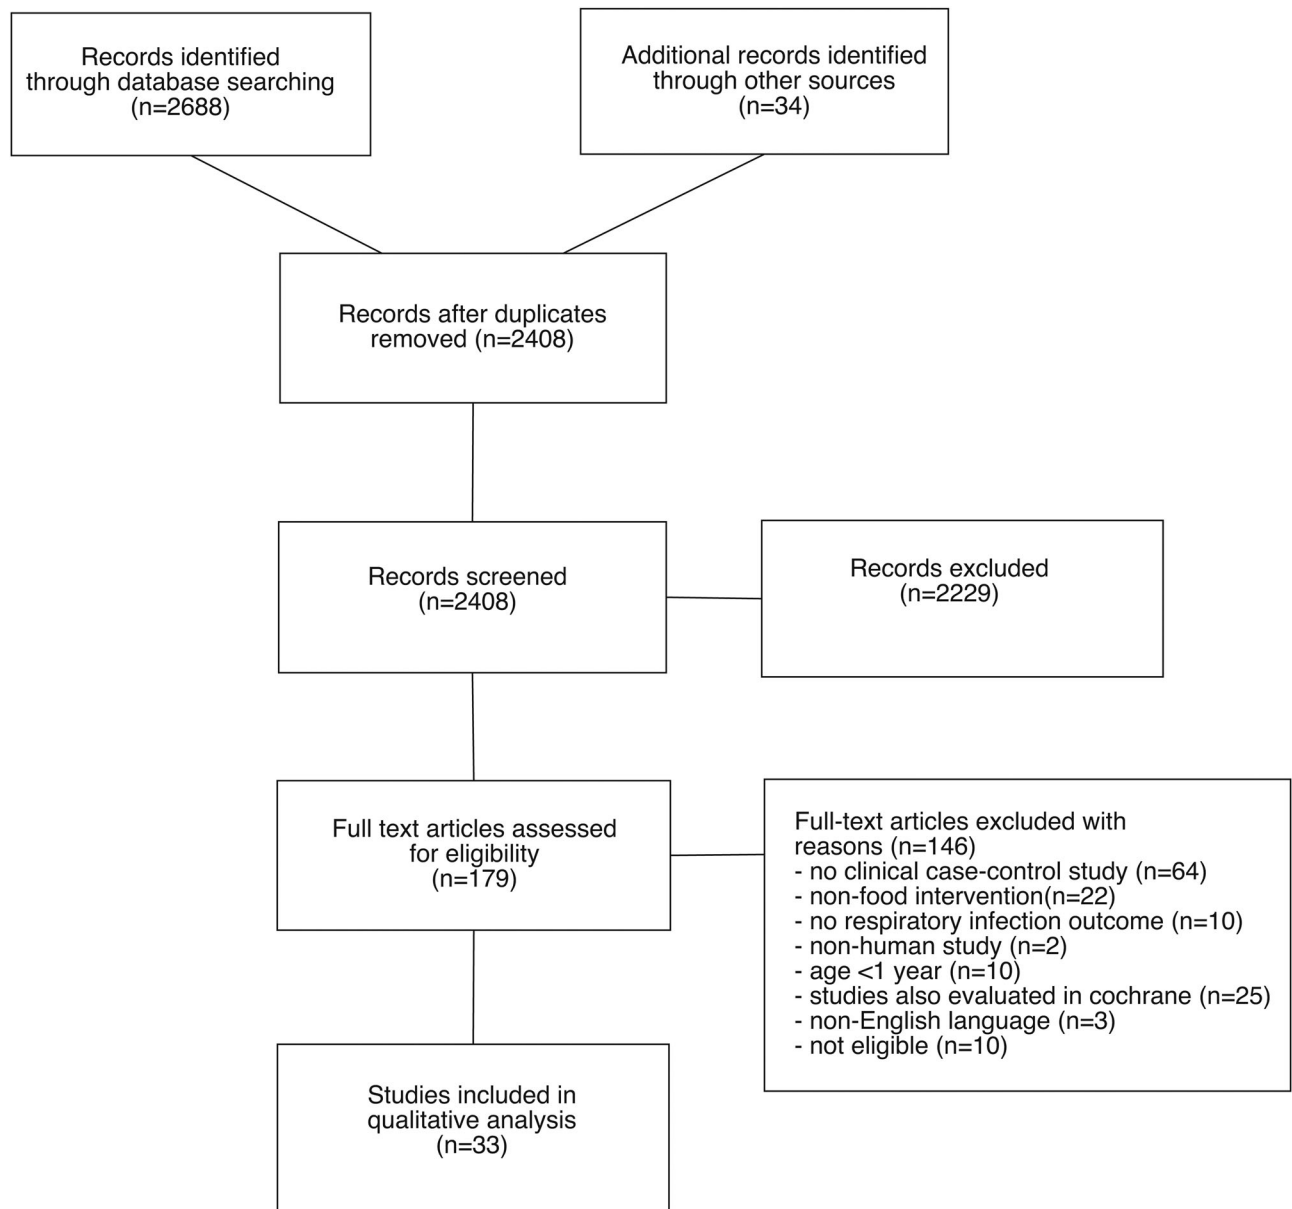 Records identified
through database searching
(n=2688)
Additional records identified
through other sources
(n=34)
Records after duplicates
removed (n=2408)
Records screened
(n=2408)
Records excluded
(n=2229)
Full text articles assessed
for eligibility
(n=179)
Full-text articles excluded with
reasons (n=146)
- no clinical case-control study (n=64)
- non-food intervention(n=22)
- no respiratory infection outcome (n=10)
- non-human study (n=2)
- age <1 year (n=10)
- studies also evaluated in cochrane (n=25)
- non-English language (n=3)
- not eligible (n=10)
Studies included in
qualitative analysis
(n=33)